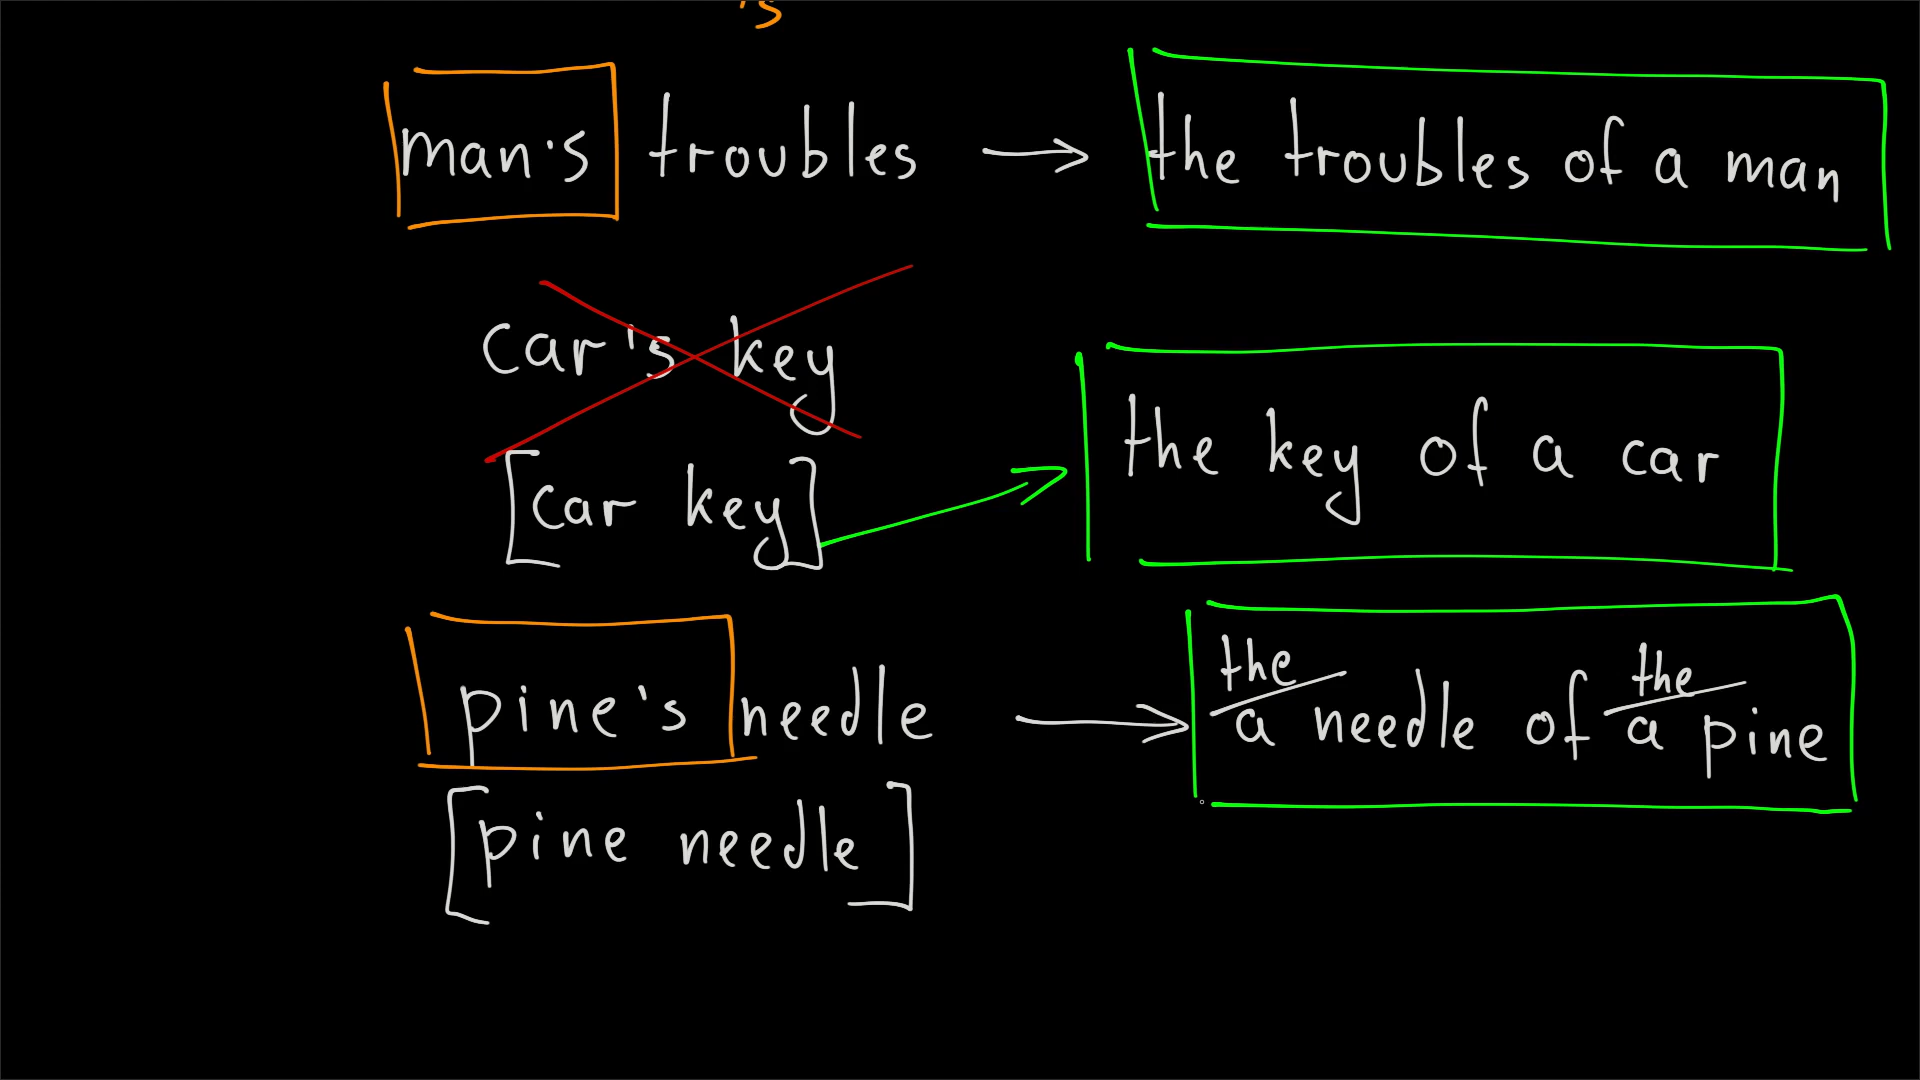 's
man's troubles → the troubles of a man
car's key
[car key] → the key of a car
pine's needle → the/a needle of the/a pine
[pine needle]